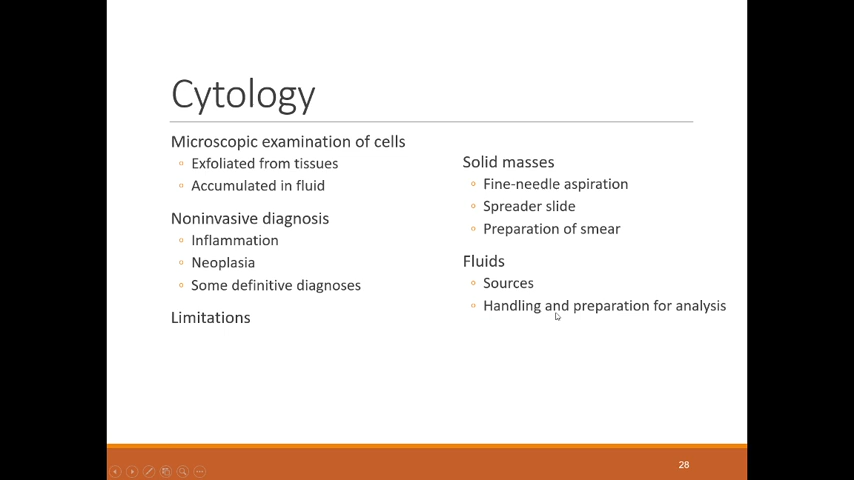 Cytology
Microscopic examination of cells
Exfoliated from tissues
Accumulated in fluid
Noninvasive diagnosis
Inflammation
Neoplasia
Some definitive diagnoses
Limitations
Solid masses
Fine-needle aspiration
Spreader slide
Preparation of smear
Fluids
Sources
Handling and preparation for analysis
28